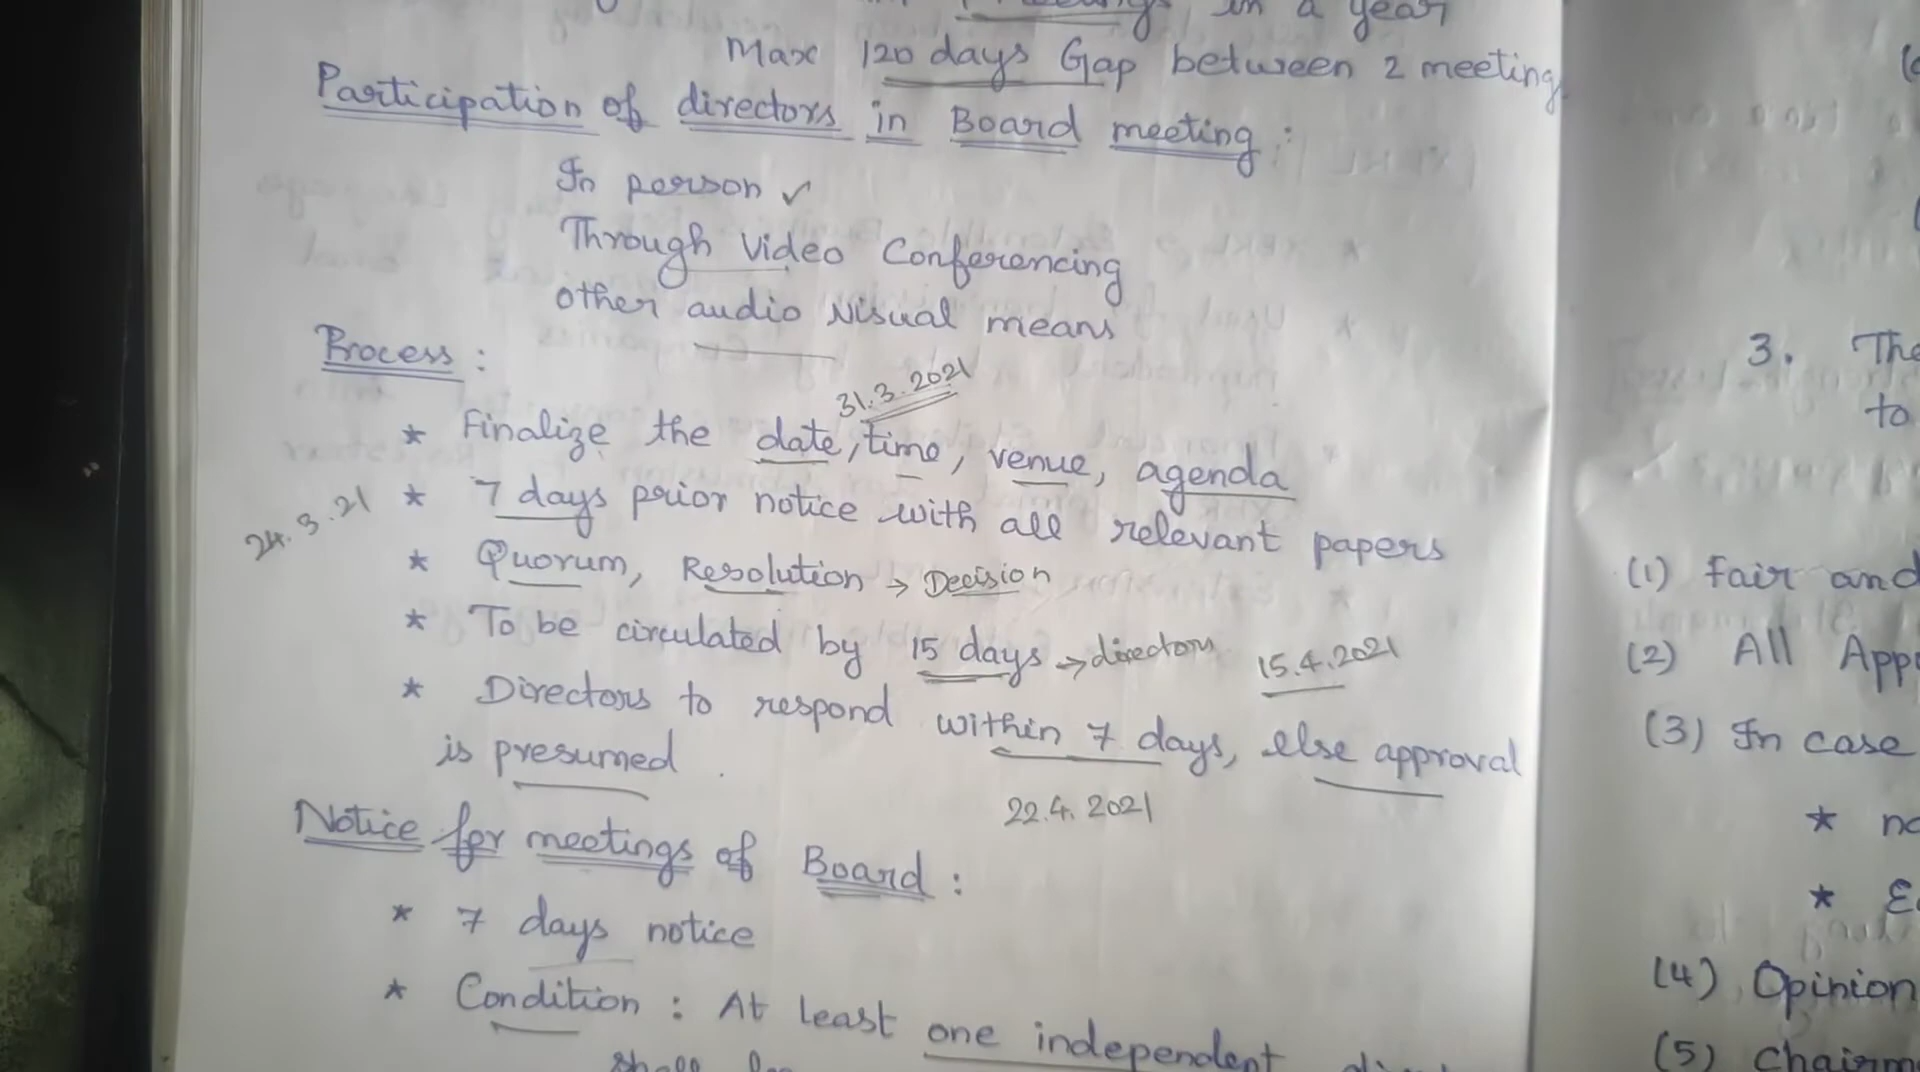 in a year
Max 120 days Gap between 2 meeting
Participation of directors in Board meeting :
In person ✓
Through Video Conferencing
other audio visual means
Process :
31.3.2021
* Finalize the date, time, venue, agenda
24.3.21
* 7 days prior notice with all relevant papers
* Quorum, Resolution → Decision
* To be circulated by 15 days → directors 15.4.2021
* Directors to respond within 7 days, else approval
is presumed.
22.4.2021
Notice for meetings of Board :
* 7 days notice
* Condition : At least one independent
3. The
to
(1) Fair and
(2) All
(3) In case
*
*
(4) Opinion
(5)